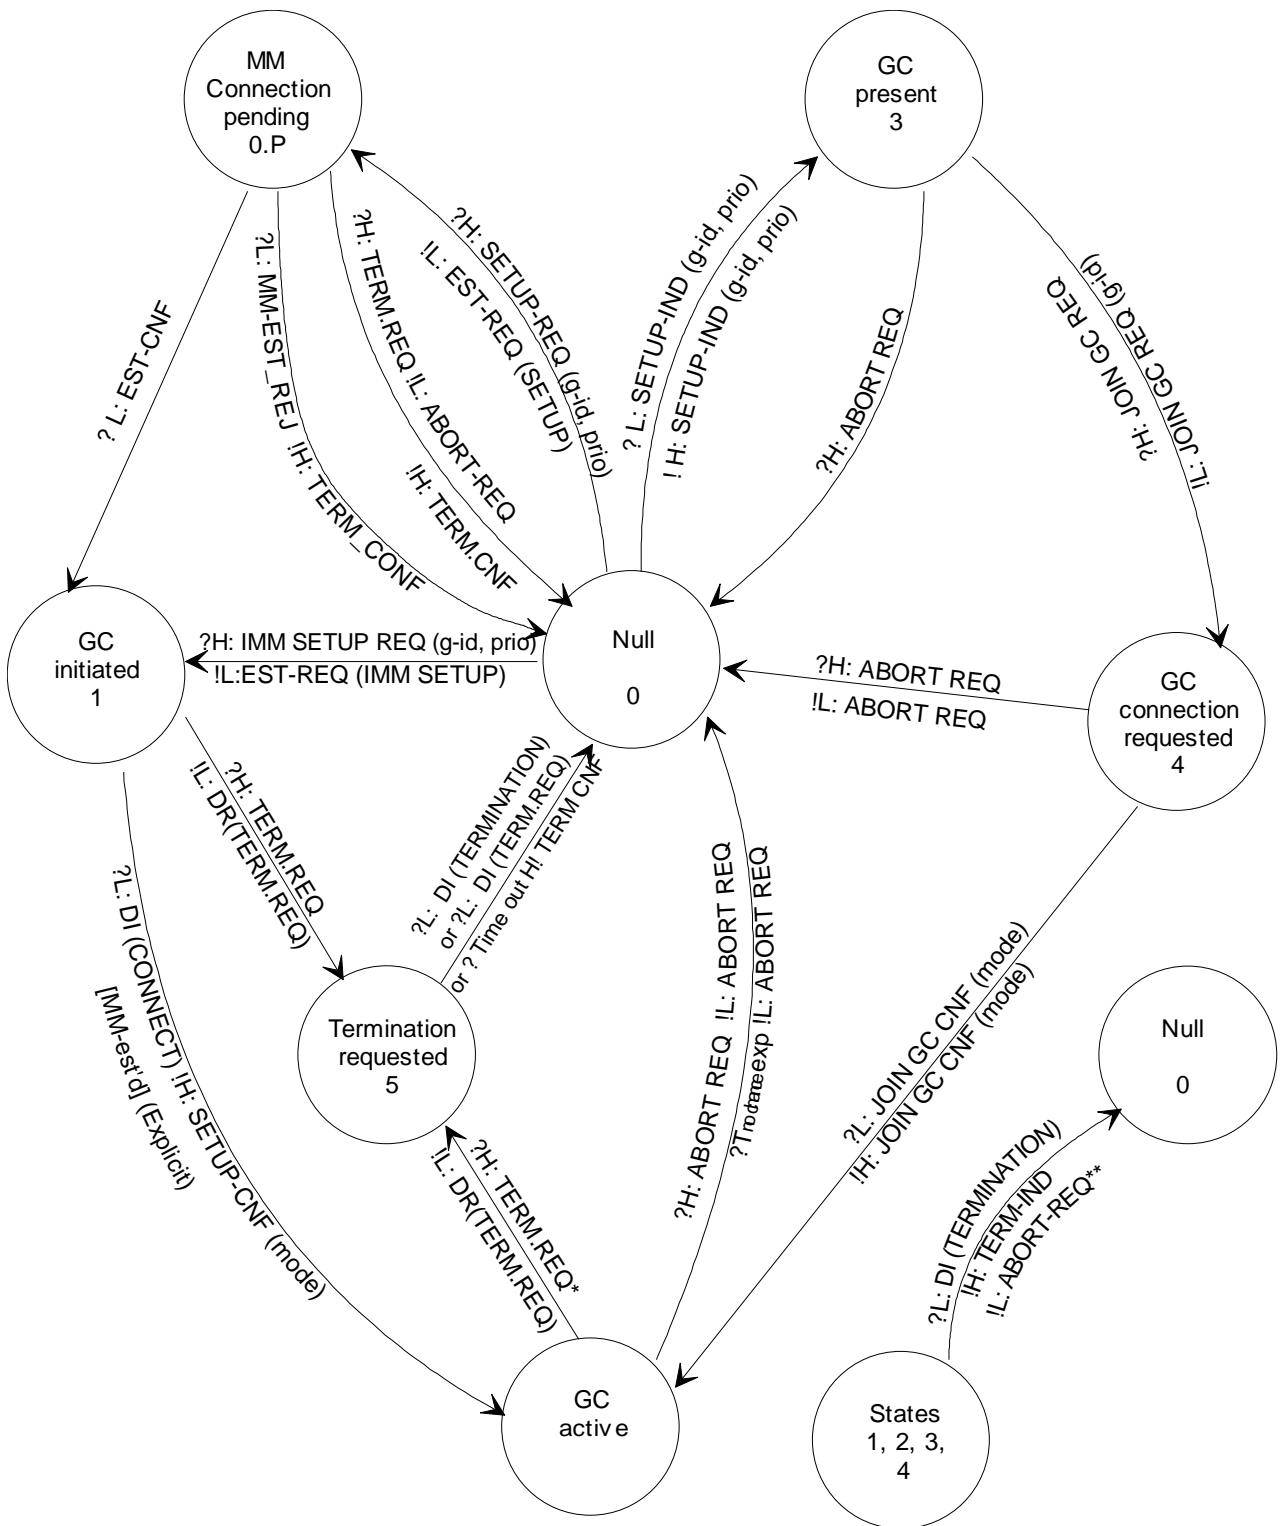 MM
Connection
pending
0.P
GC
present
3
?H: SETUP-REQ (g-id, prio)
!L: EST-REQ (SETUP)
?H: TERM.REQ !L: ABORT-REQ
!H: TERM.CNF
?L: MM-EST_REJ !H: TERM_CONF
? L: EST-CNF
? L: SETUP-IND (g-id, prio)
! H: SETUP-IND (g-id, prio)
?H: ABORT REQ
!L: JOIN GC REQ (g-id)
?H: JOIN GC REQ
GC
initiated
1
?H: IMM SETUP REQ (g-id, prio)
!L:EST-REQ (IMM SETUP)
Null
0
?H: ABORT REQ
!L: ABORT REQ
GC
connection
requested
4
?H: TERM.REQ
!L: DR(TERM.REQ)
?L: DI (TERMINATION)
or ?L: DI (TERM.REQ)
or ? Time out H! TERM CNF
?L: DI (CONNECT) !H: SETUP-CNF (mode)
[MM-est'd] (Explicit)
Termination
requested
5
?H: ABORT REQ !L: ABORT REQ
exp !L: ABORT REQ
?L: JOIN GC CNF (mode)
!H: JOIN GC CNF (mode)
Null
0
?H: TERM.REQ*
!L: DR(TERM.REQ)
?L: DI (TERMINATION)
!H: TERM-IND
!L: ABORT-REQ**
GC
active
States
1, 2, 3,
4